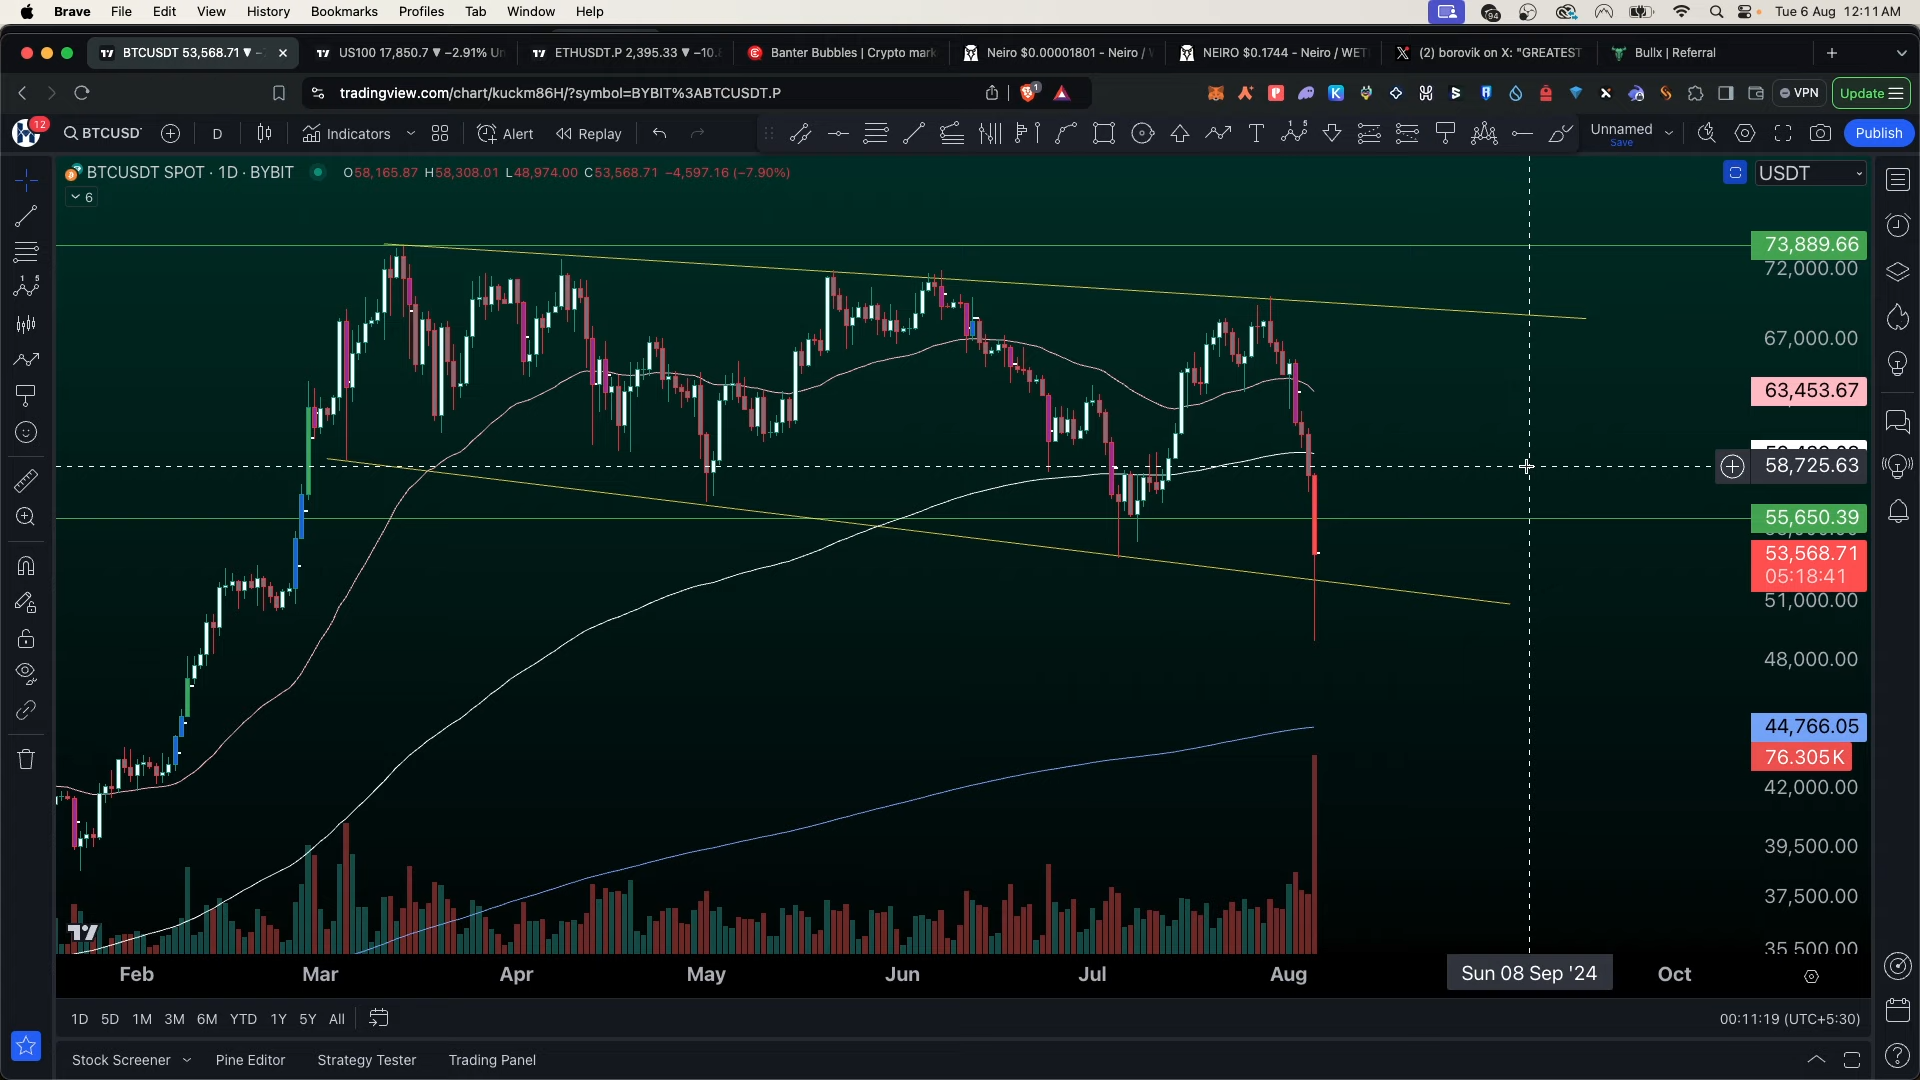 Brave File Edit View History Bookmarks Profiles Tab Window Help
94
Tue 6 Aug 12:11 AM
BTCUSDT 53,568.71 ▼ −
US100 17,850.7 ▼ −2.91% Un
ETHUSDT.P 2,395.33 ▼ −10.
Banter Bubbles | Crypto mark
Neiro $0.00001801 - Neiro /
NEIRO $0.1744 - Neiro / WET
(2) borovik on X: "GREATEST
Bullx | Referral
tradingview.com/chart/kuckm86H/?symbol=BYBIT%3ABTCUSDT.P
1
VPN
Update
12
BTCUSD
D
Indicators
Alert
Replay
Unnamed
Save
Publish
BTCUSDT SPOT · 1D · BYBIT
O58,165.87 H58,308.01 L48,974.00 C53,568.71 −4,597.16 (−7.90%)
USDT
6
73,889.66
72,000.00
67,000.00
63,453.67
58,725.63
55,650.39
53,568.71
05:18:41
51,000.00
48,000.00
44,766.05
76.305K
42,000.00
39,500.00
37,500.00
35,500.00
Feb Mar Apr May Jun Jul Aug Sun 08 Sep '24 Oct
1D 5D 1M 3M 6M YTD 1Y 5Y All
00:11:19 (UTC+5:30)
Stock Screener Pine Editor Strategy Tester Trading Panel